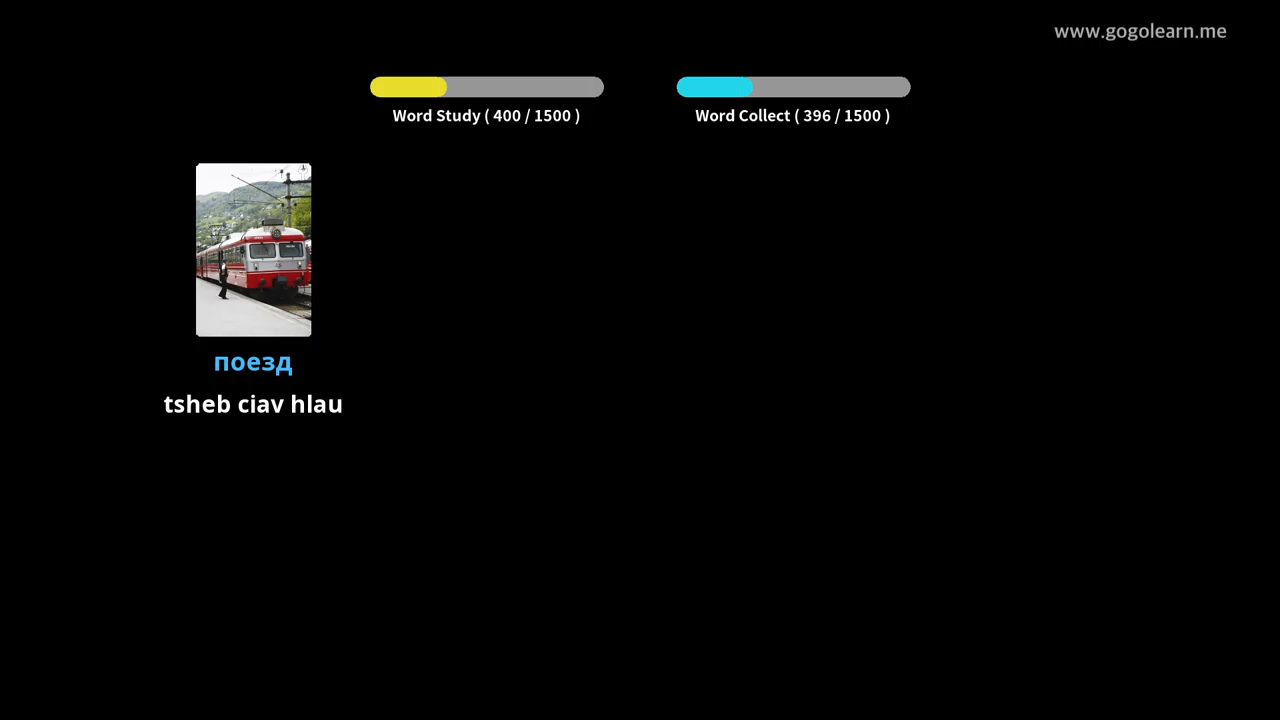 www.gogolearn.me
Word Study ( 400 / 1500 )
Word Collect ( 396 / 1500 )
поезд
tsheb ciav hlau